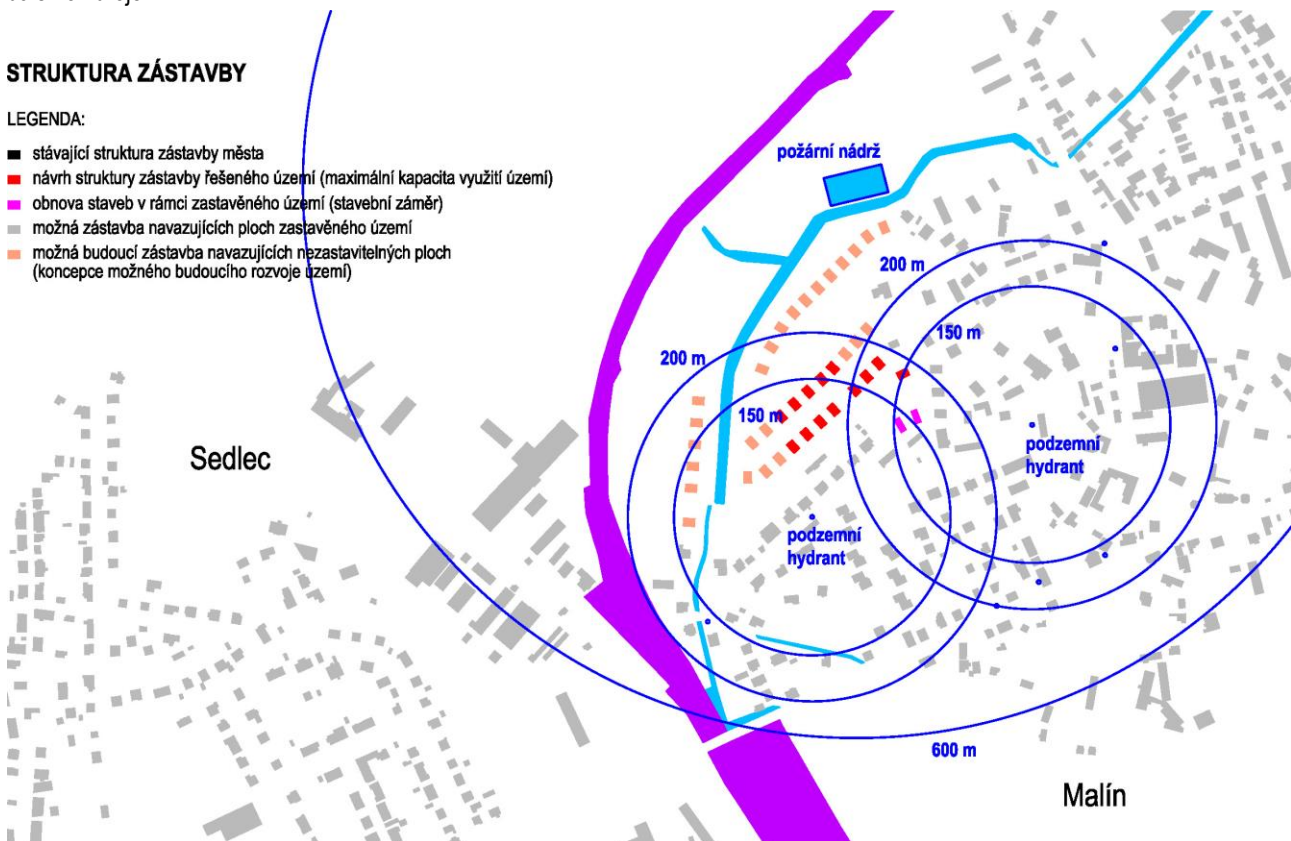 STRUKTURA ZÁSTAVBY
LEGENDA:
stávající struktura zástavby města
návrh struktury zástavby řešeného území (maximální kapacita využití území)
obnova staveb v rámci zastavěného území (stavební záměr)
možná zástavba navazujících ploch zastavěného území
možná budoucí zástavba navazujících nezastavitelných ploch
(koncepce možného budoucího rozvoje území)
požární nádrž
200 m
150 m
200 m
150 m
Sedlec
podzemní
hydrant
podzemní
hydrant
600 m
Malín